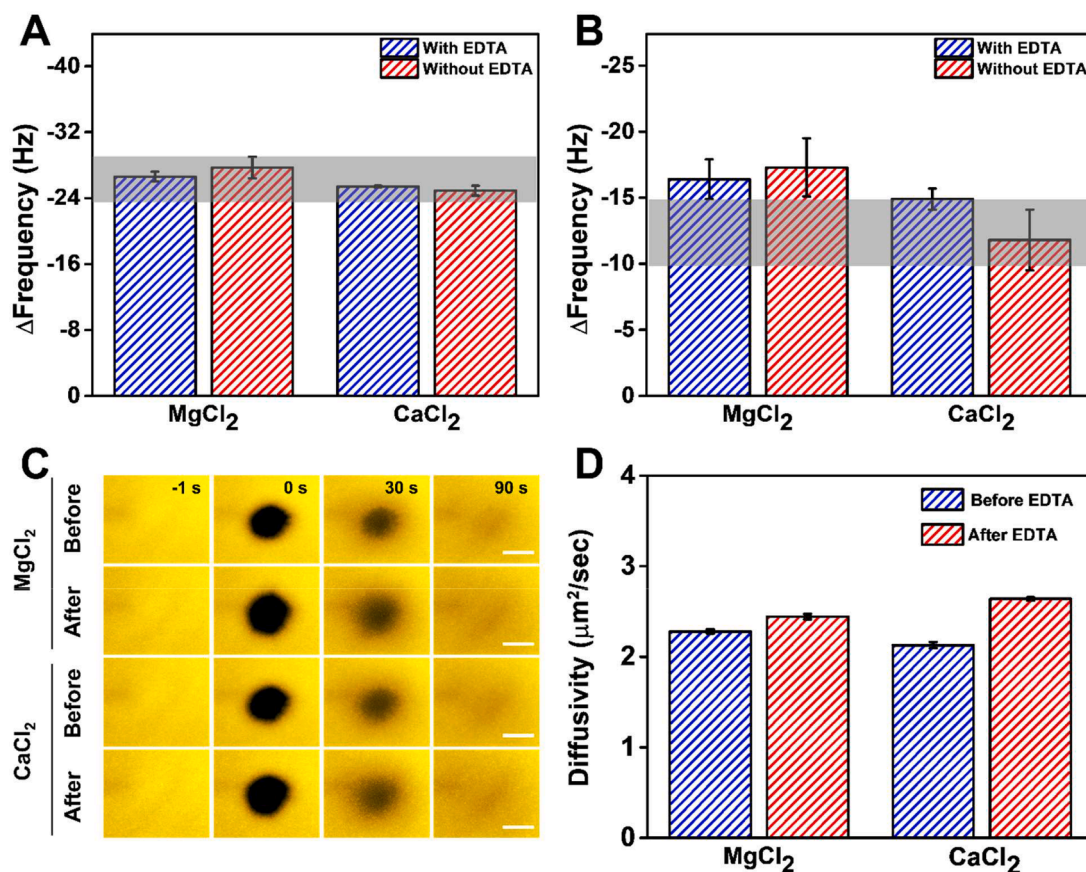 A
With EDTA
Without EDTA
ΔFrequency (Hz)
-40
-32
-24
-16
-8
0
MgCl2
CaCl2
B
With EDTA
Without EDTA
ΔFrequency (Hz)
-25
-20
-15
-10
-5
0
MgCl2
CaCl2
C
-1 s
0 s
30 s
90 s
MgCl2
Before
After
CaCl2
Before
After
D
Before EDTA
After EDTA
Diffusivity (μm²/sec)
4
3
2
1
0
MgCl2
CaCl2